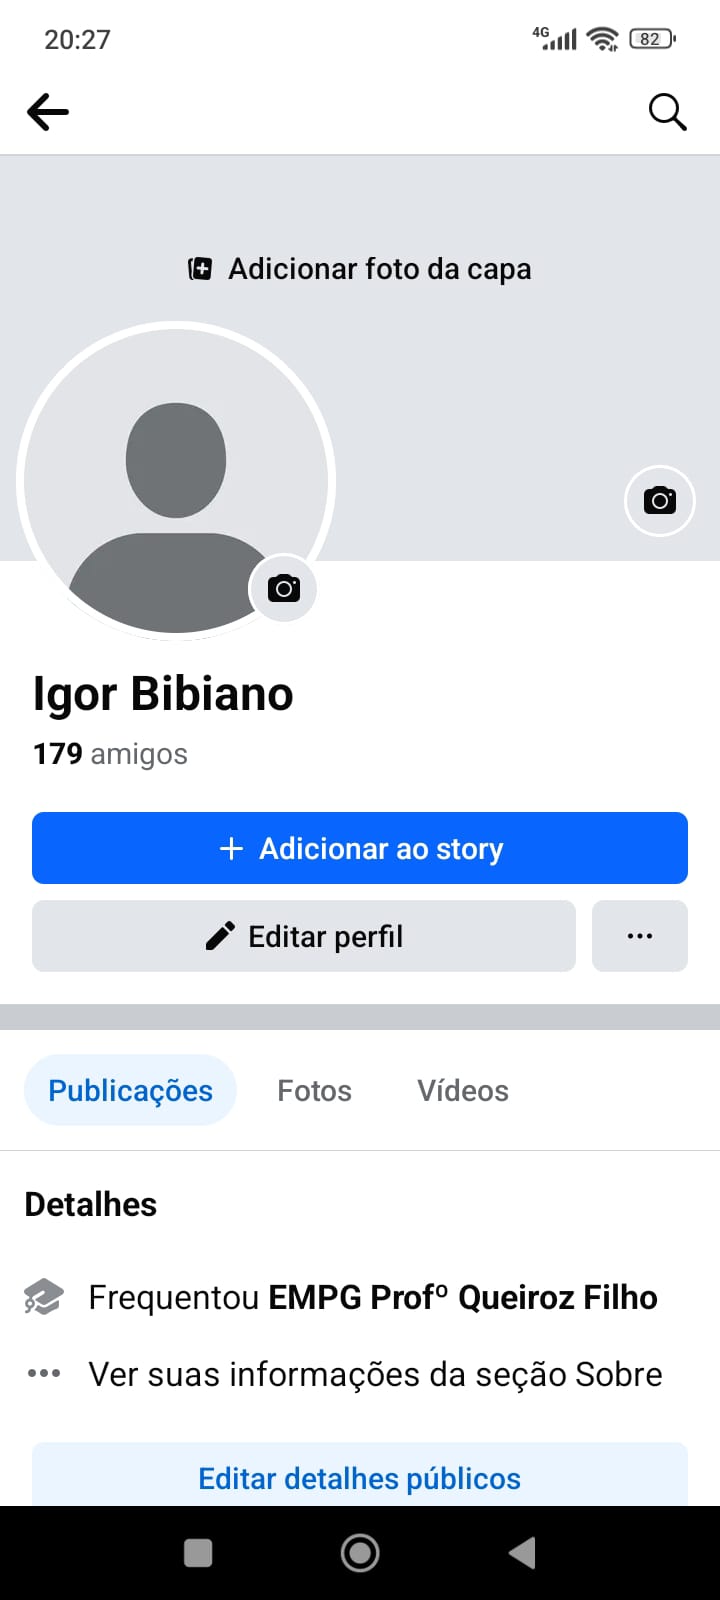 20:27
4G
82
Adicionar foto da capa
Igor Bibiano
179 amigos
+ Adicionar ao story
Editar perfil
...
Publicações
Fotos
Vídeos
Detalhes
Frequentou EMPG Profº Queiroz Filho
... Ver suas informações da seção Sobre
Editar detalhes públicos